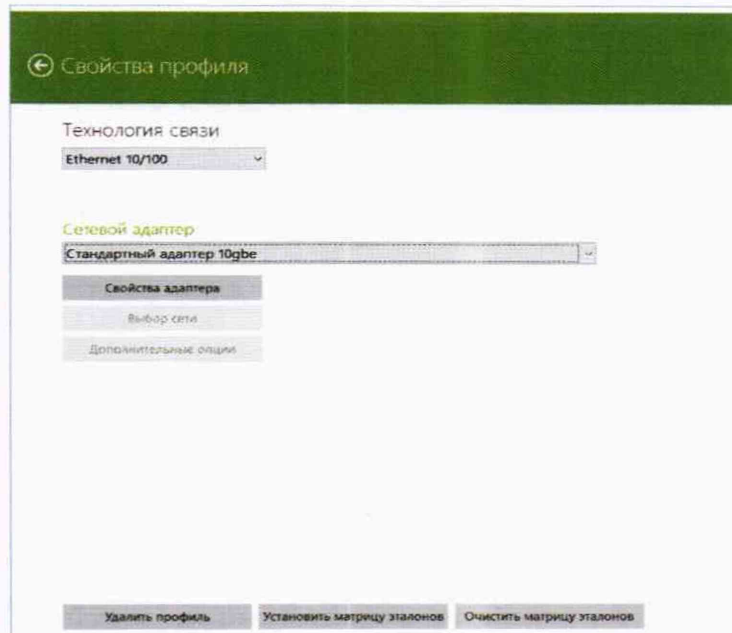 Свойства профиля
Технология связи
Ethernet 10/100
Сетевой адаптер
Стандартный адаптер 10gbe
Свойства адаптера
Выбор сети
Дополнительные опции
Удалить профиль Установить матрицу эталонов Очистить матрицу эталонов